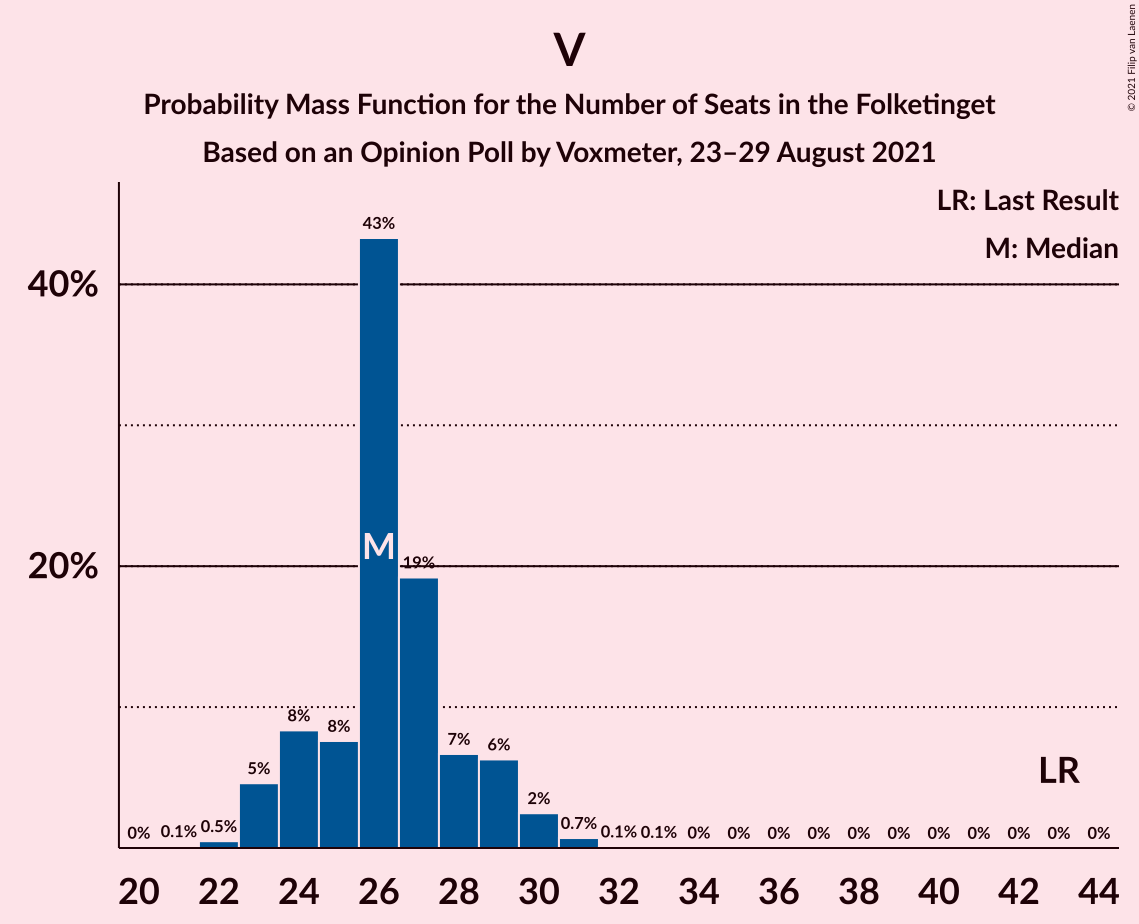 © 2021 Filip van Laenen
V
Probability Mass Function for the Number of Seats in the Folketinget
Based on an Opinion Poll by Voxmeter, 23–29 August 2021
LR: Last Result
M: Median
43%
40%
M
19%
20%
8%
8%
7%
6%
5%
LR
2%
0% 0.1% 0.5% 0.7% 0.1% 0.1% 0% 0% 0% 0% 0% 0% 0% 0% 0% 0% 0%
20 22 24 26 28 30 32 34 36 38 40 42 44